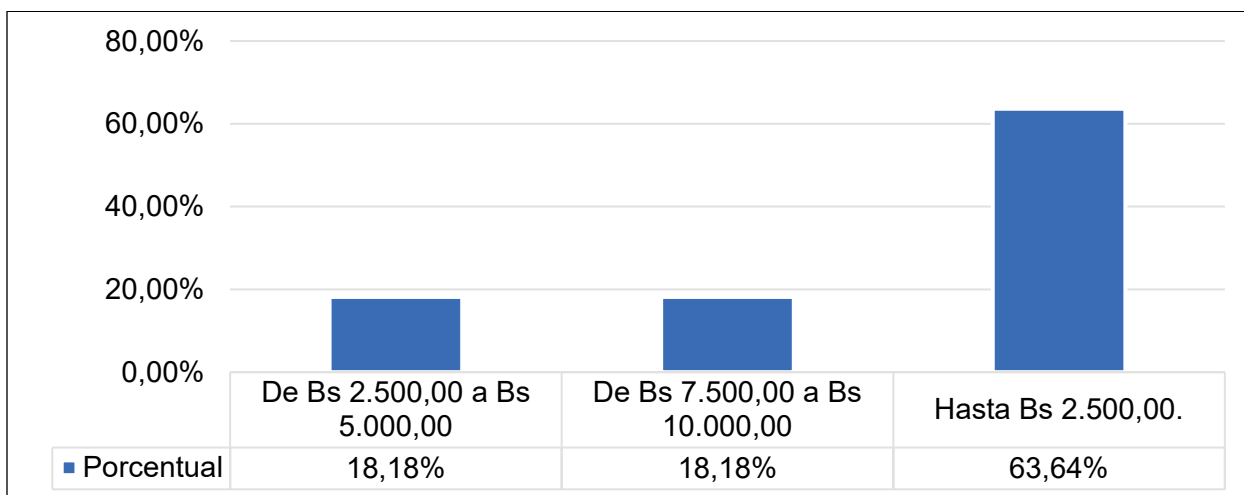 80,00%
60,00%
40,00%
20,00%
0,00%
De Bs 2.500,00 a Bs
5.000,00
De Bs 7.500,00 a Bs
10.000,00
Hasta Bs 2.500,00.
Porcentual 18,18% 18,18% 63,64%